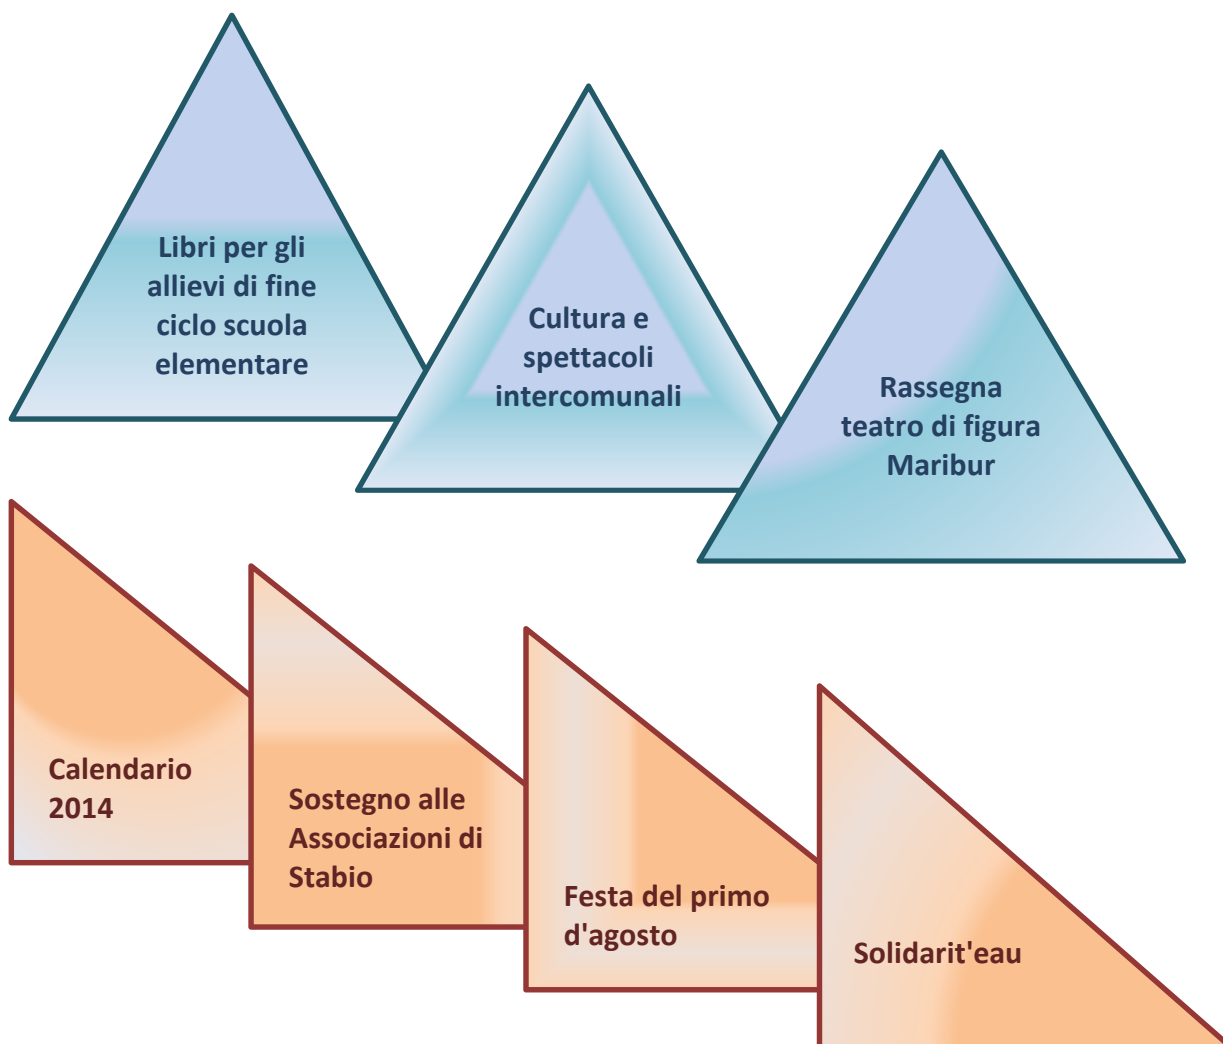 Libri per gli
allievi di fine
ciclo scuola
elementare
Cultura e
spettacoli
intercomunali
Rassegna
teatro di figura
Maribur
Calendario
2014
Sostegno alle
Associazioni di
Stabio
Festa del primo
d'agosto
Solidarit'eau